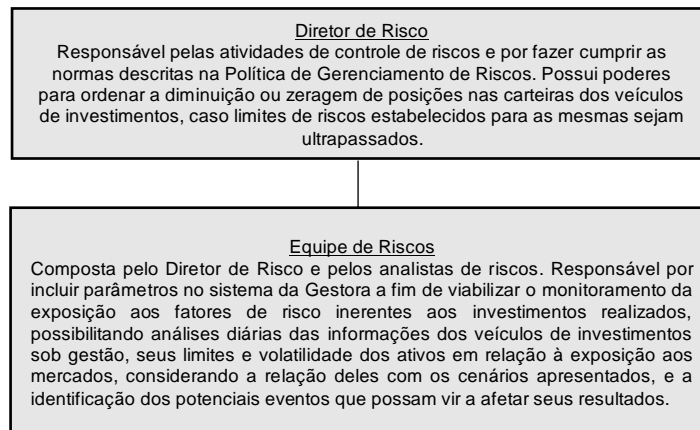 Diretor de Risco
Responsável pelas atividades de controle de riscos e por fazer cumprir as
normas descritas na Política de Gerenciamento de Riscos. Possui poderes
para ordenar a diminuição ou zeragem de posições nas carteiras dos veículos
de investimentos, caso limites de riscos estabelecidos para as mesmas sejam
ultrapassados.
Equipe de Riscos
Composta pelo Diretor de Risco e pelos analistas de riscos. Responsável por
incluir parâmetros no sistema da Gestora a fim de viabilizar o monitoramento da
exposição aos fatores de risco inerentes aos investimentos realizados,
possibilitando análises diárias das informações dos veículos de investimentos
sob gestão, seus limites e volatilidade dos ativos em relação à exposição aos
mercados, considerando a relação deles com os cenários apresentados, e a
identificação dos potenciais eventos que possam vir a afetar seus resultados.